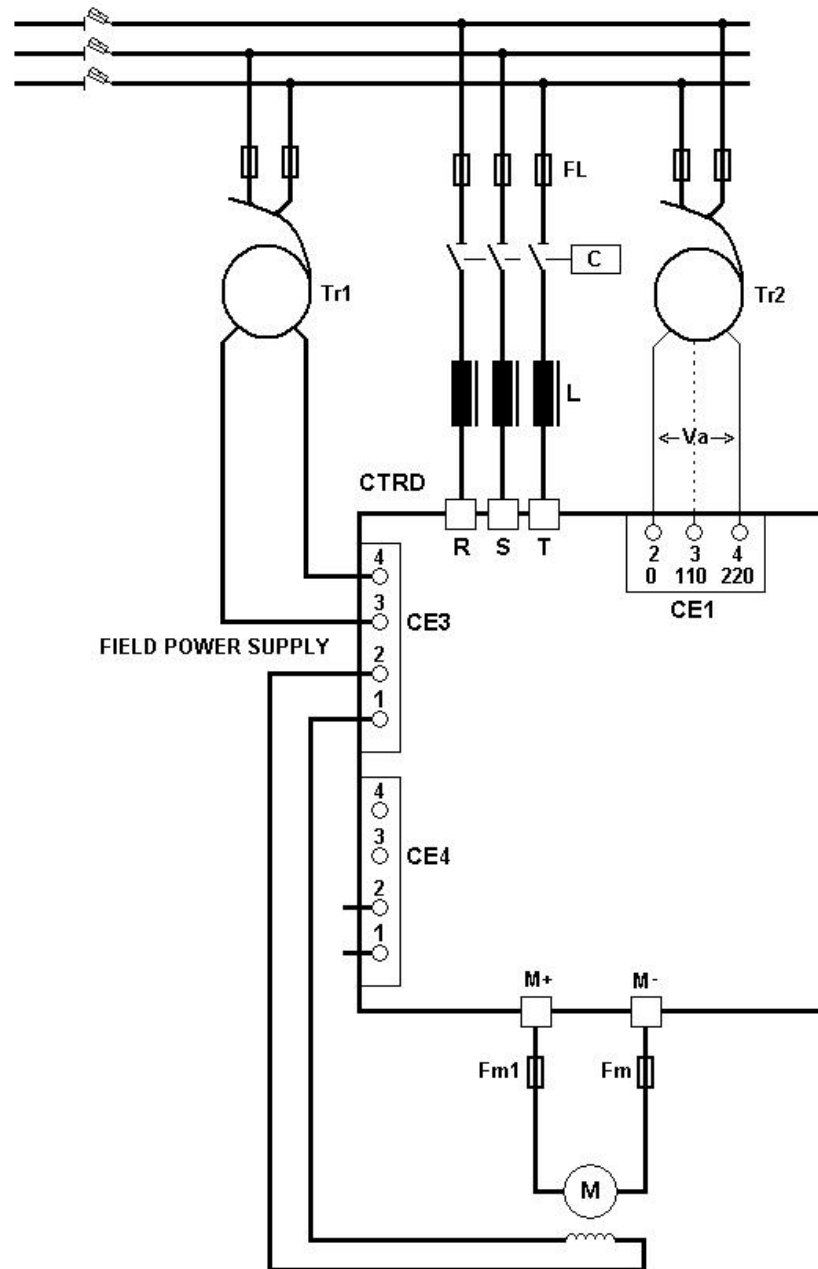 FL
C
Tr1
Tr2
L
<--Va-->
CTRD
R S T
2 3 4
0 110 220
CE1
4
3
CE3
FIELD POWER SUPPLY
2
1
4
3
CE4
2
1
M+ M-
Fm1 Fm
M